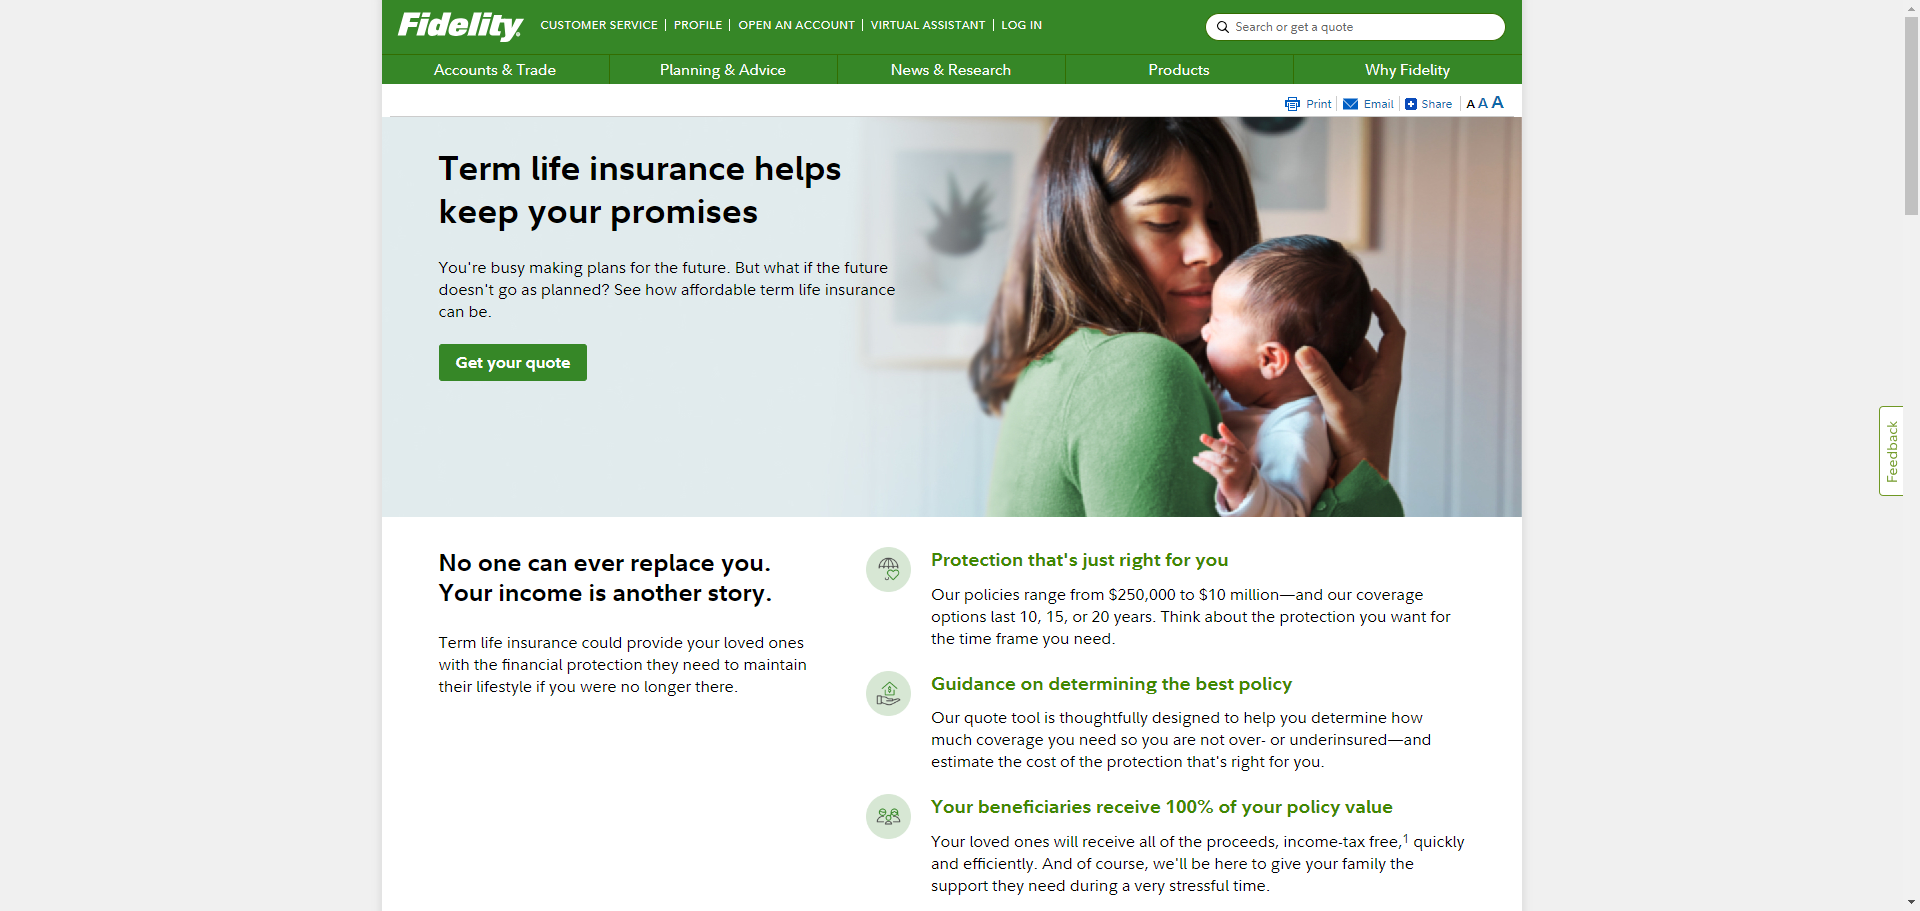 Fidelity
CUSTOMER SERVICE | PROFILE | OPEN AN ACCOUNT | VIRTUAL ASSISTANT | LOG IN
Search or get a quote
Accounts & Trade
Planning & Advice
News & Research
Products
Why Fidelity
Print
Email
Share
A A A
Term life insurance helps
keep your promises
You're busy making plans for the future. But what if the future
doesn't go as planned? See how affordable term life insurance
can be.
Get your quote
Feedback
No one can ever replace you.
Your income is another story.
Term life insurance could provide your loved ones
with the financial protection they need to maintain
their lifestyle if you were no longer there.
Protection that's just right for you
Our policies range from $250,000 to $10 million—and our coverage
options last 10, 15, or 20 years. Think about the protection you want for
the time frame you need.
Guidance on determining the best policy
Our quote tool is thoughtfully designed to help you determine how
much coverage you need so you are not over- or underinsured—and
estimate the cost of the protection that's right for you.
Your beneficiaries receive 100% of your policy value
Your loved ones will receive all of the proceeds, income-tax free,1 quickly
and efficiently. And of course, we'll be here to give your family the
support they need during a very stressful time.